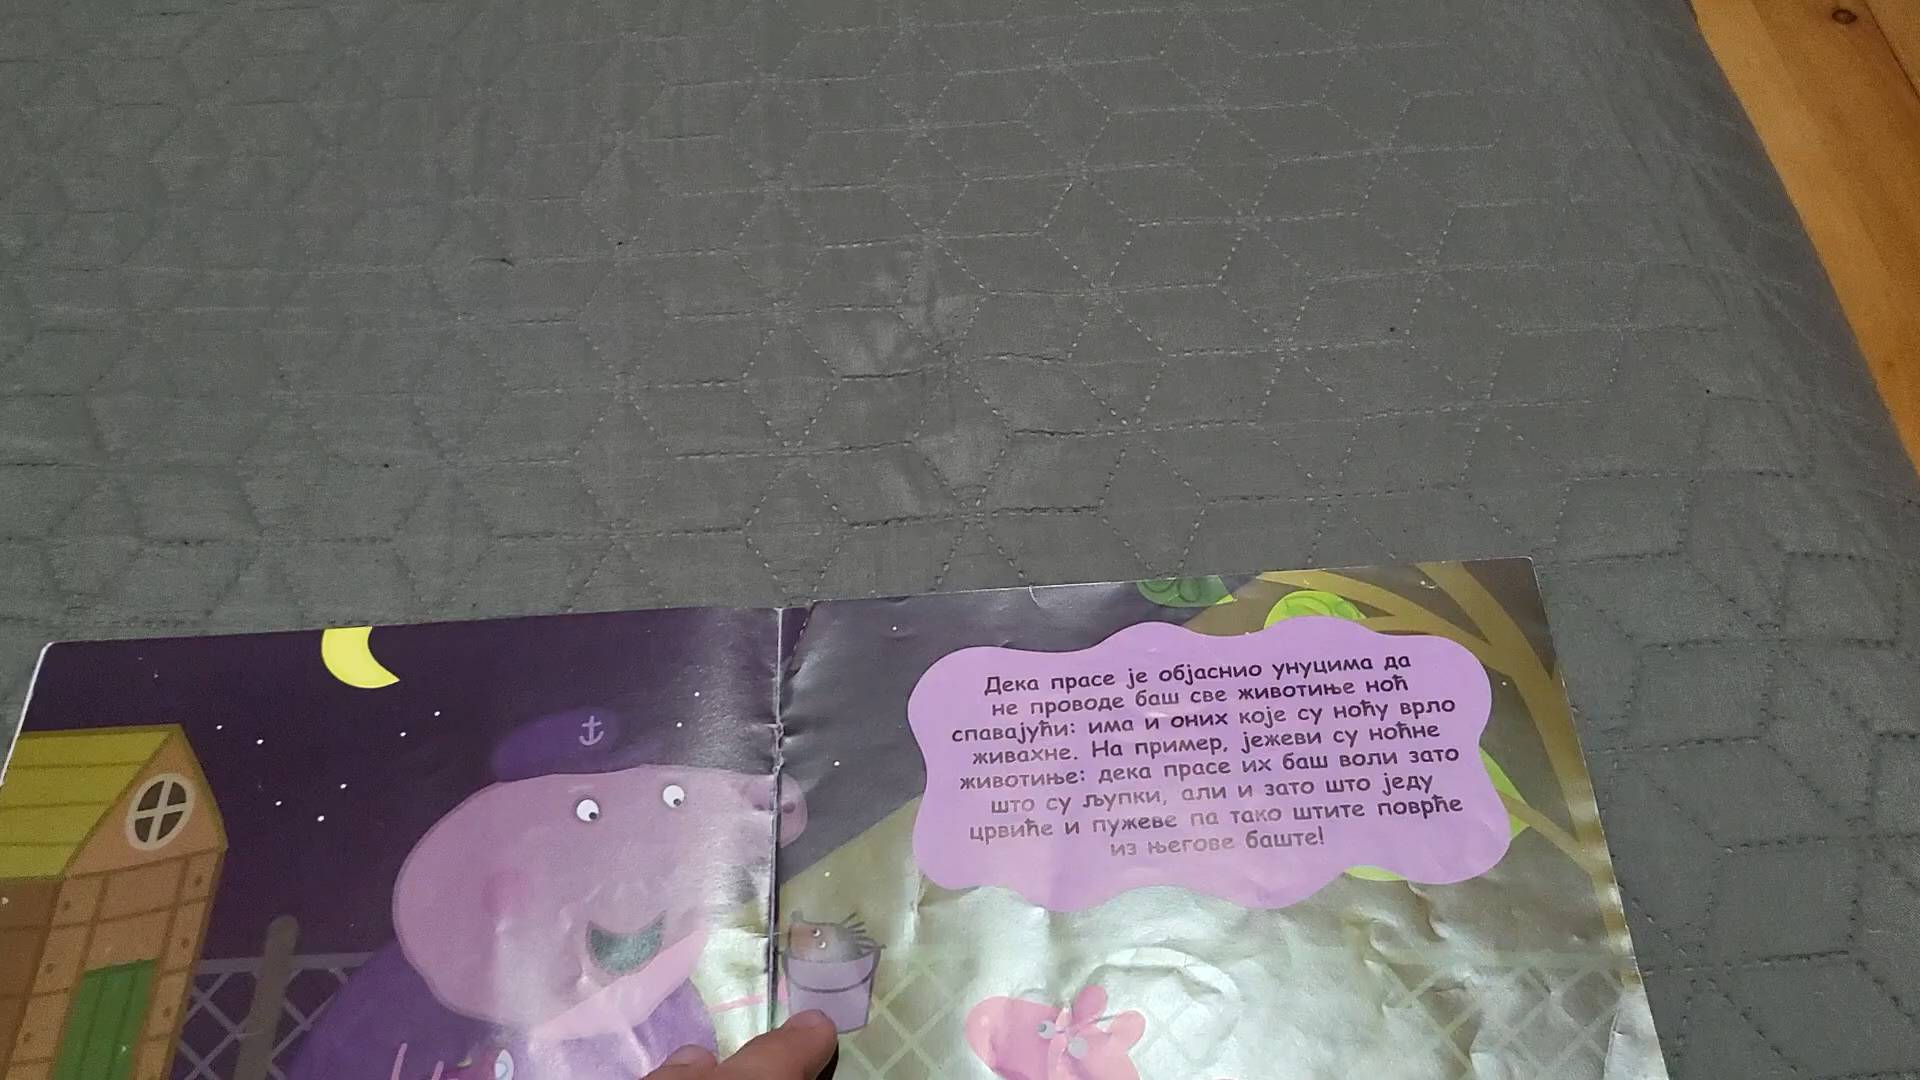 Дека прасе је објаснио унуцима да
не проводе баш све животиње ноћ
спавајући: има и оних које су ноћу врло
живахне. На пример, јежеви су ноћне
животиње: дека прасе их баш воли зато
што су љупки, али и зато што једу
црвиће и пужеве па тако штите поврће
из његове баште!